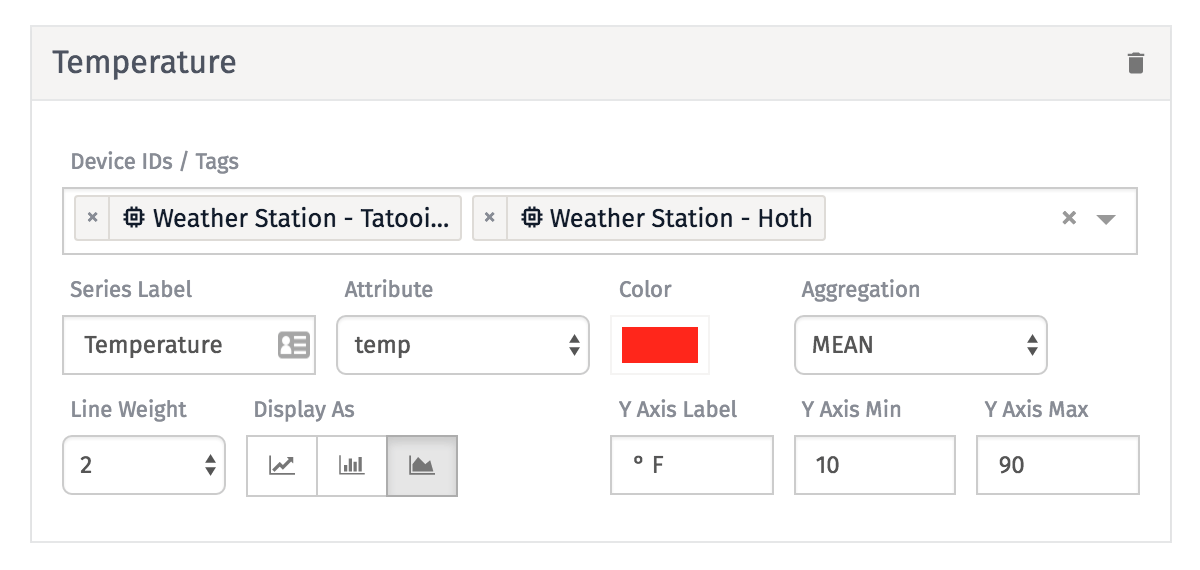 Temperature
Device IDs / Tags
× Weather Station - Tatooi... × Weather Station - Hoth ×
Series Label Attribute Color Aggregation
Temperature temp MEAN
Line Weight Display As Y Axis Label Y Axis Min Y Axis Max
2 ° F 10 90